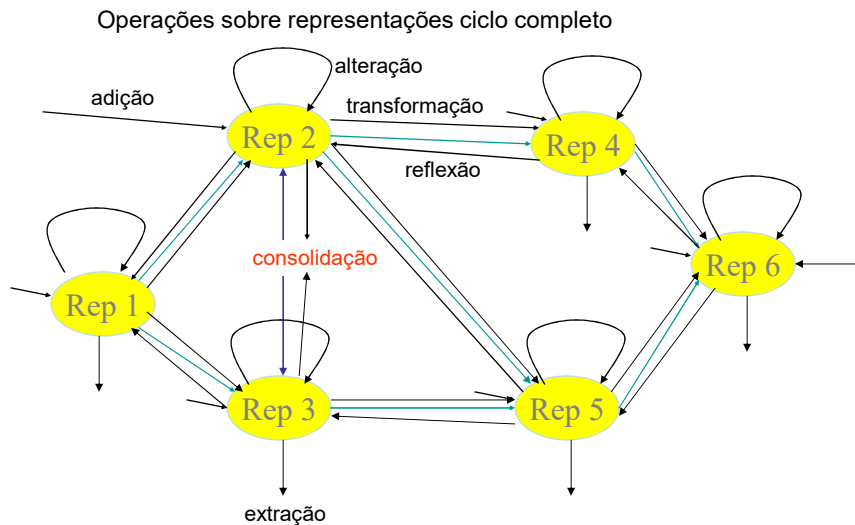 Operações sobre representações ciclo completo
alteração
adição
transformação
Rep 2
Rep 4
reflexão
consolidação
Rep 6
Rep 1
Rep 3
Rep 5
extração